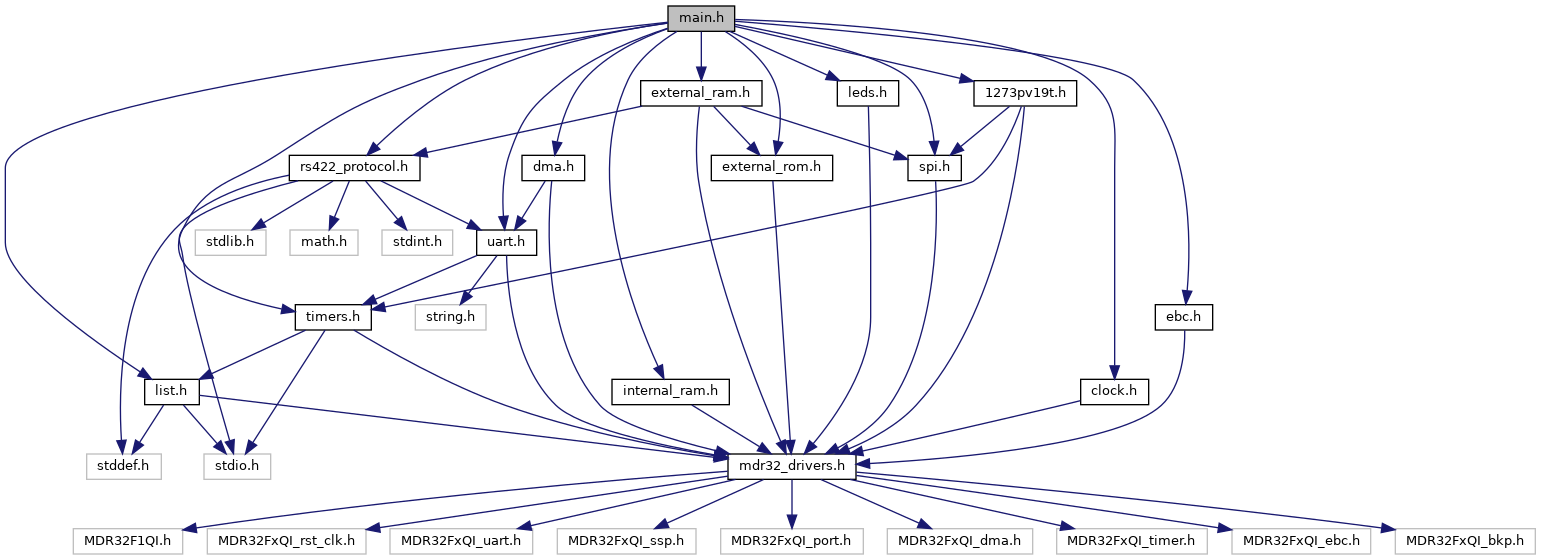 main.h
external_ram.h
leds.h
1273pv19t.h
rs422_protocol.h
dma.h
external_rom.h
spi.h
stdlib.h
math.h
stdint.h
uart.h
timers.h
string.h
ebc.h
list.h
internal_ram.h
clock.h
stddef.h
stdio.h
mdr32_drivers.h
MDR32F1QI.h
MDR32FxQI_rst_clk.h
MDR32FxQI_uart.h
MDR32FxQI_ssp.h
MDR32FxQI_port.h
MDR32FxQI_dma.h
MDR32FxQI_timer.h
MDR32FxQI_ebc.h
MDR32FxQI_bkp.h